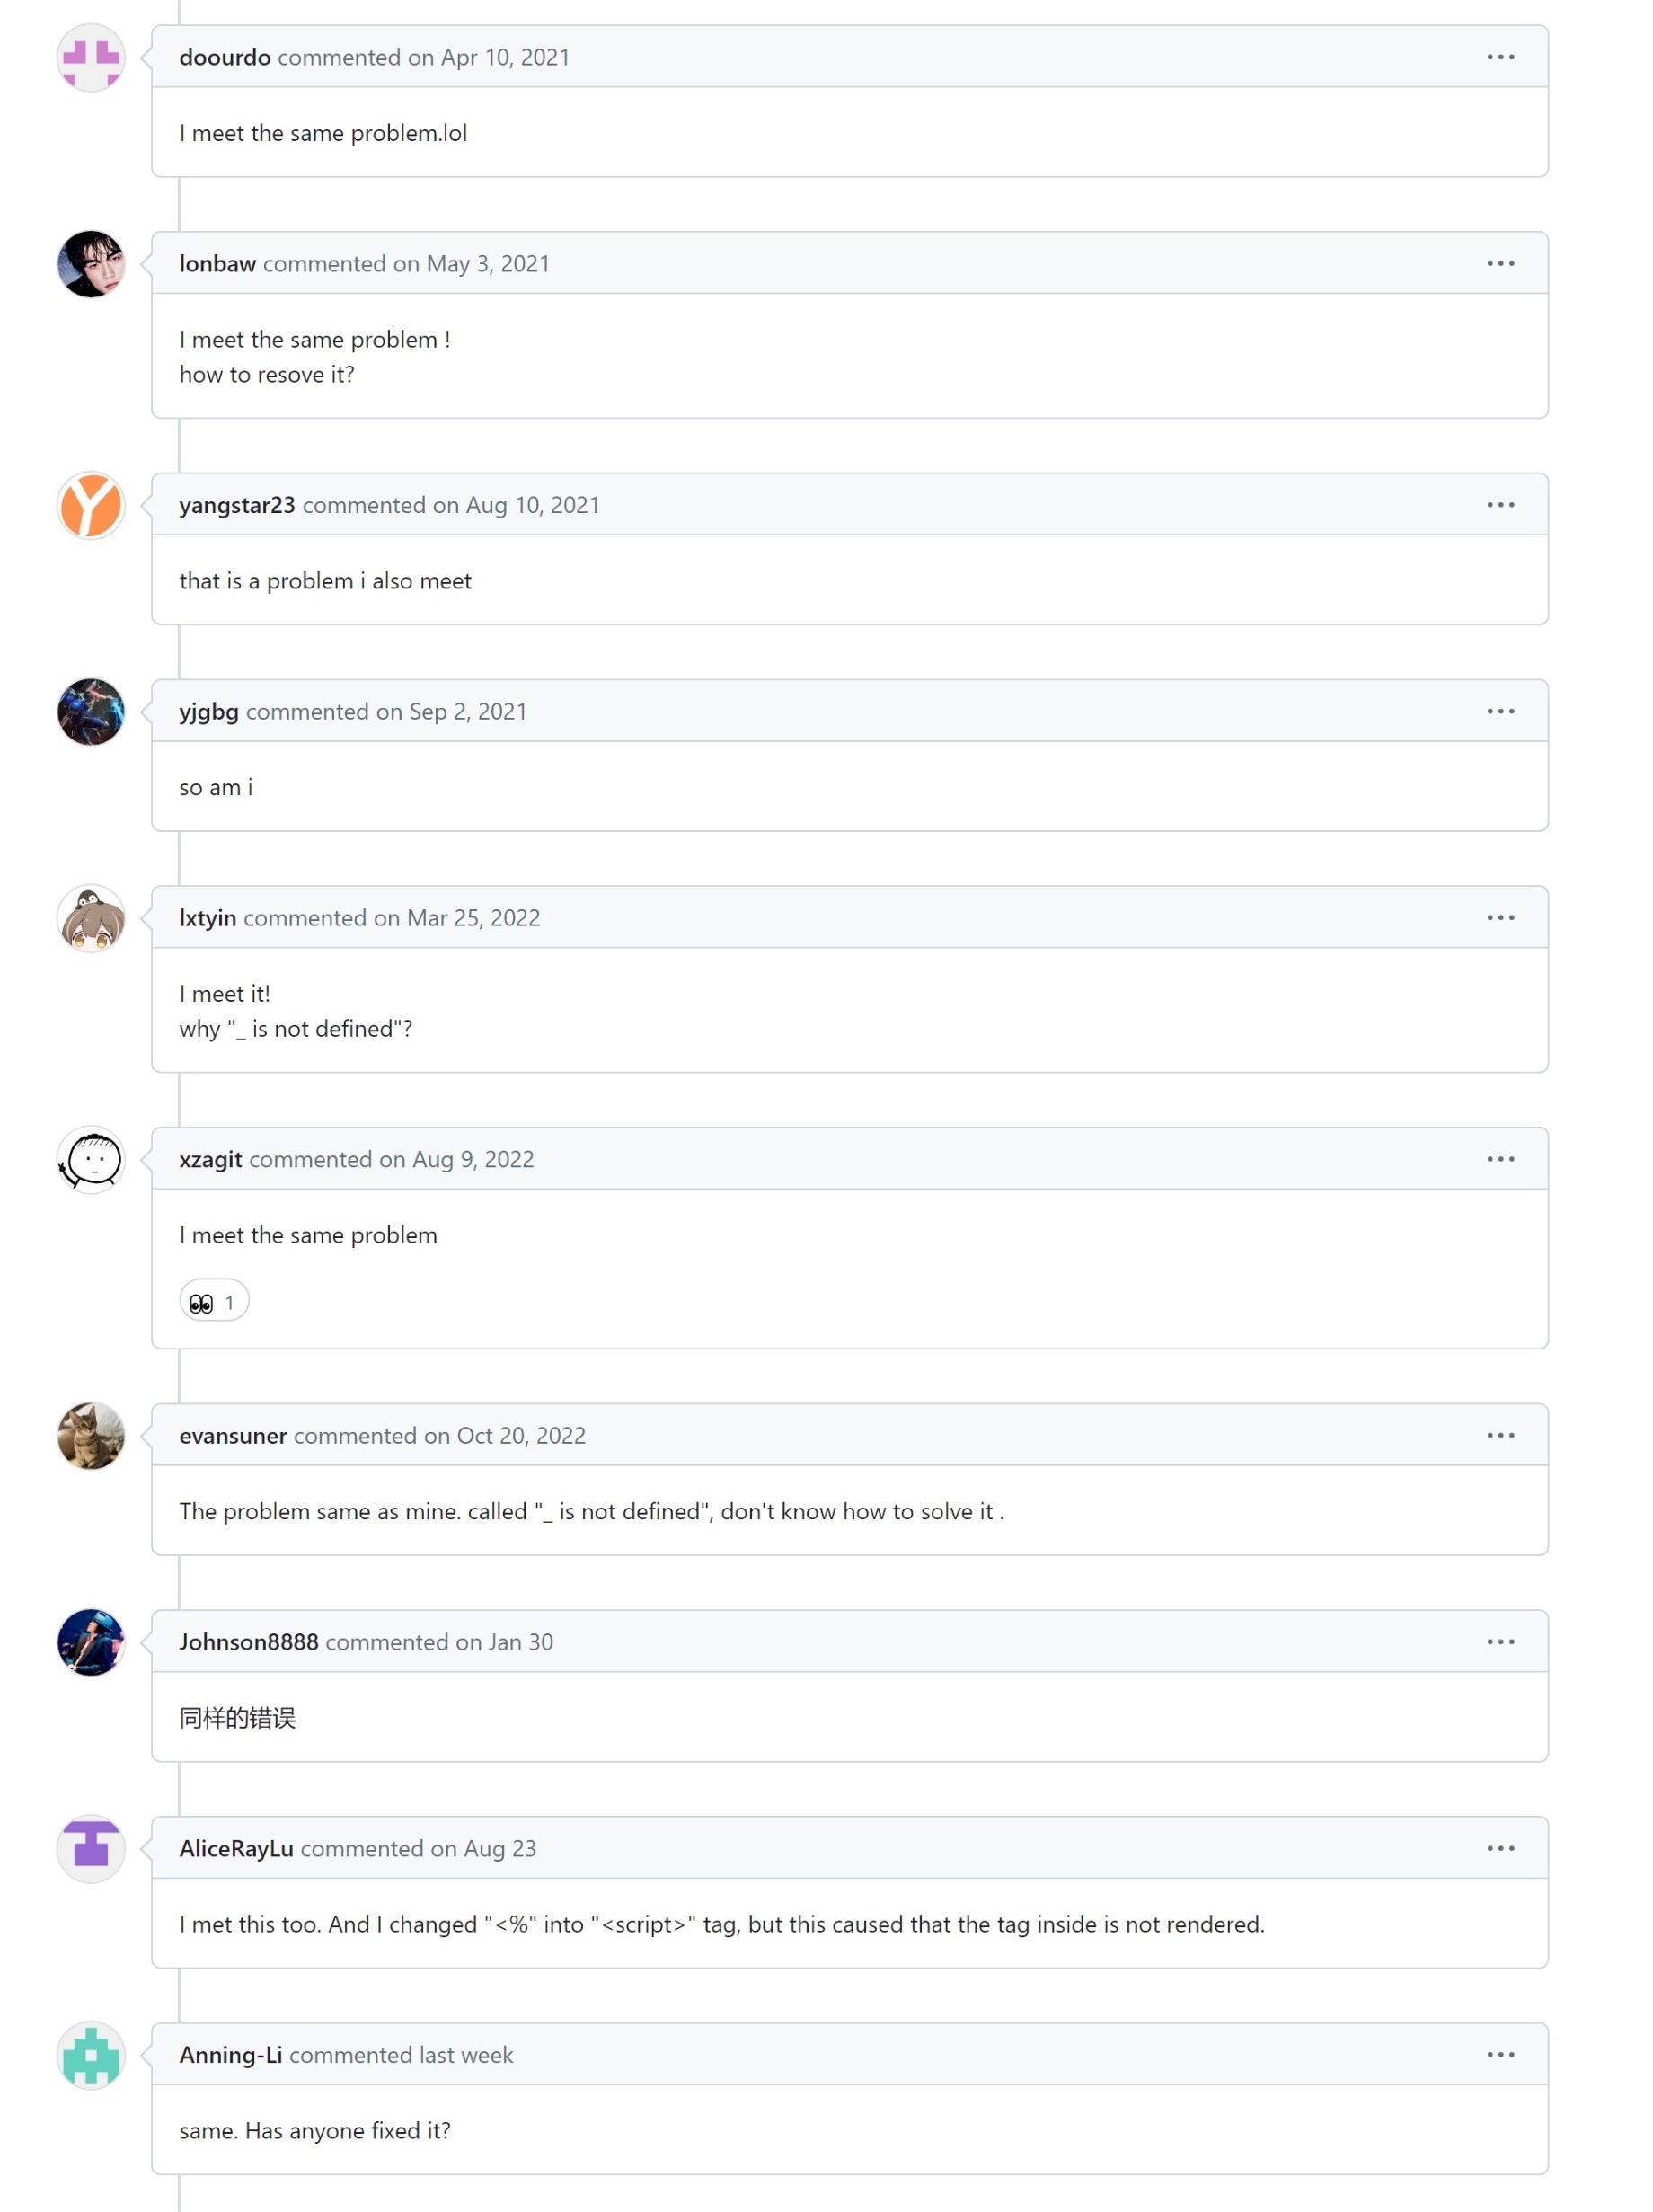 doourdo commented on Apr 10, 2021
I meet the same problem.lol
lonbaw commented on May 3, 2021
I meet the same problem !
how to resove it?
yangstar23 commented on Aug 10, 2021
that is a problem i also meet
yjgbg commented on Sep 2, 2021
so am i
lxtyin commented on Mar 25, 2022
I meet it!
why "_ is not defined"?
xzagit commented on Aug 9, 2022
I meet the same problem
👀 1
evansuner commented on Oct 20, 2022
The problem same as mine. called "_ is not defined", don't know how to solve it .
Johnson8888 commented on Jan 30
同样的错误
AliceRayLu commented on Aug 23
I met this too. And I changed "<%" into "<script>" tag, but this caused that the tag inside is not rendered.
Anning-Li commented last week
same. Has anyone fixed it?